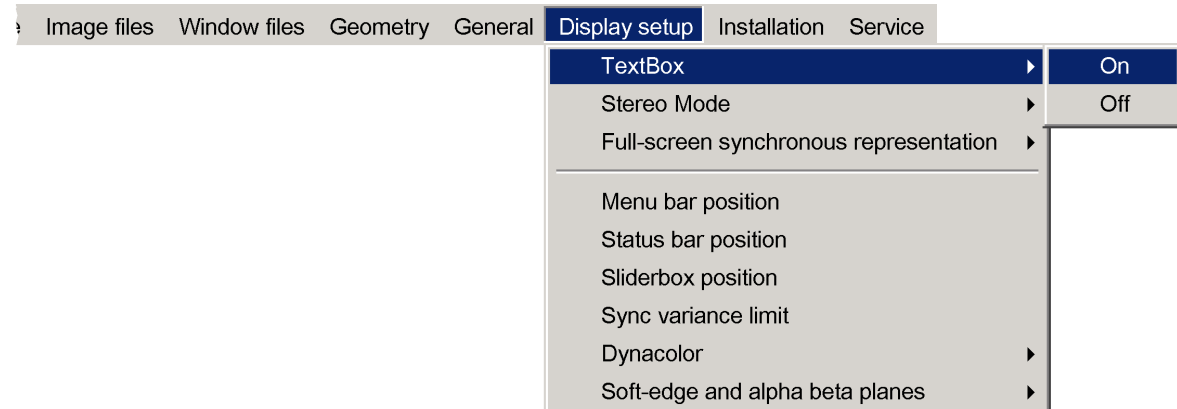 Image files Window files Geometry General Display setup Installation Service
TextBox On
Stereo Mode Off
Full-screen synchronous representation
Menu bar position
Status bar position
Sliderbox position
Sync variance limit
Dynacolor
Soft-edge and alpha beta planes